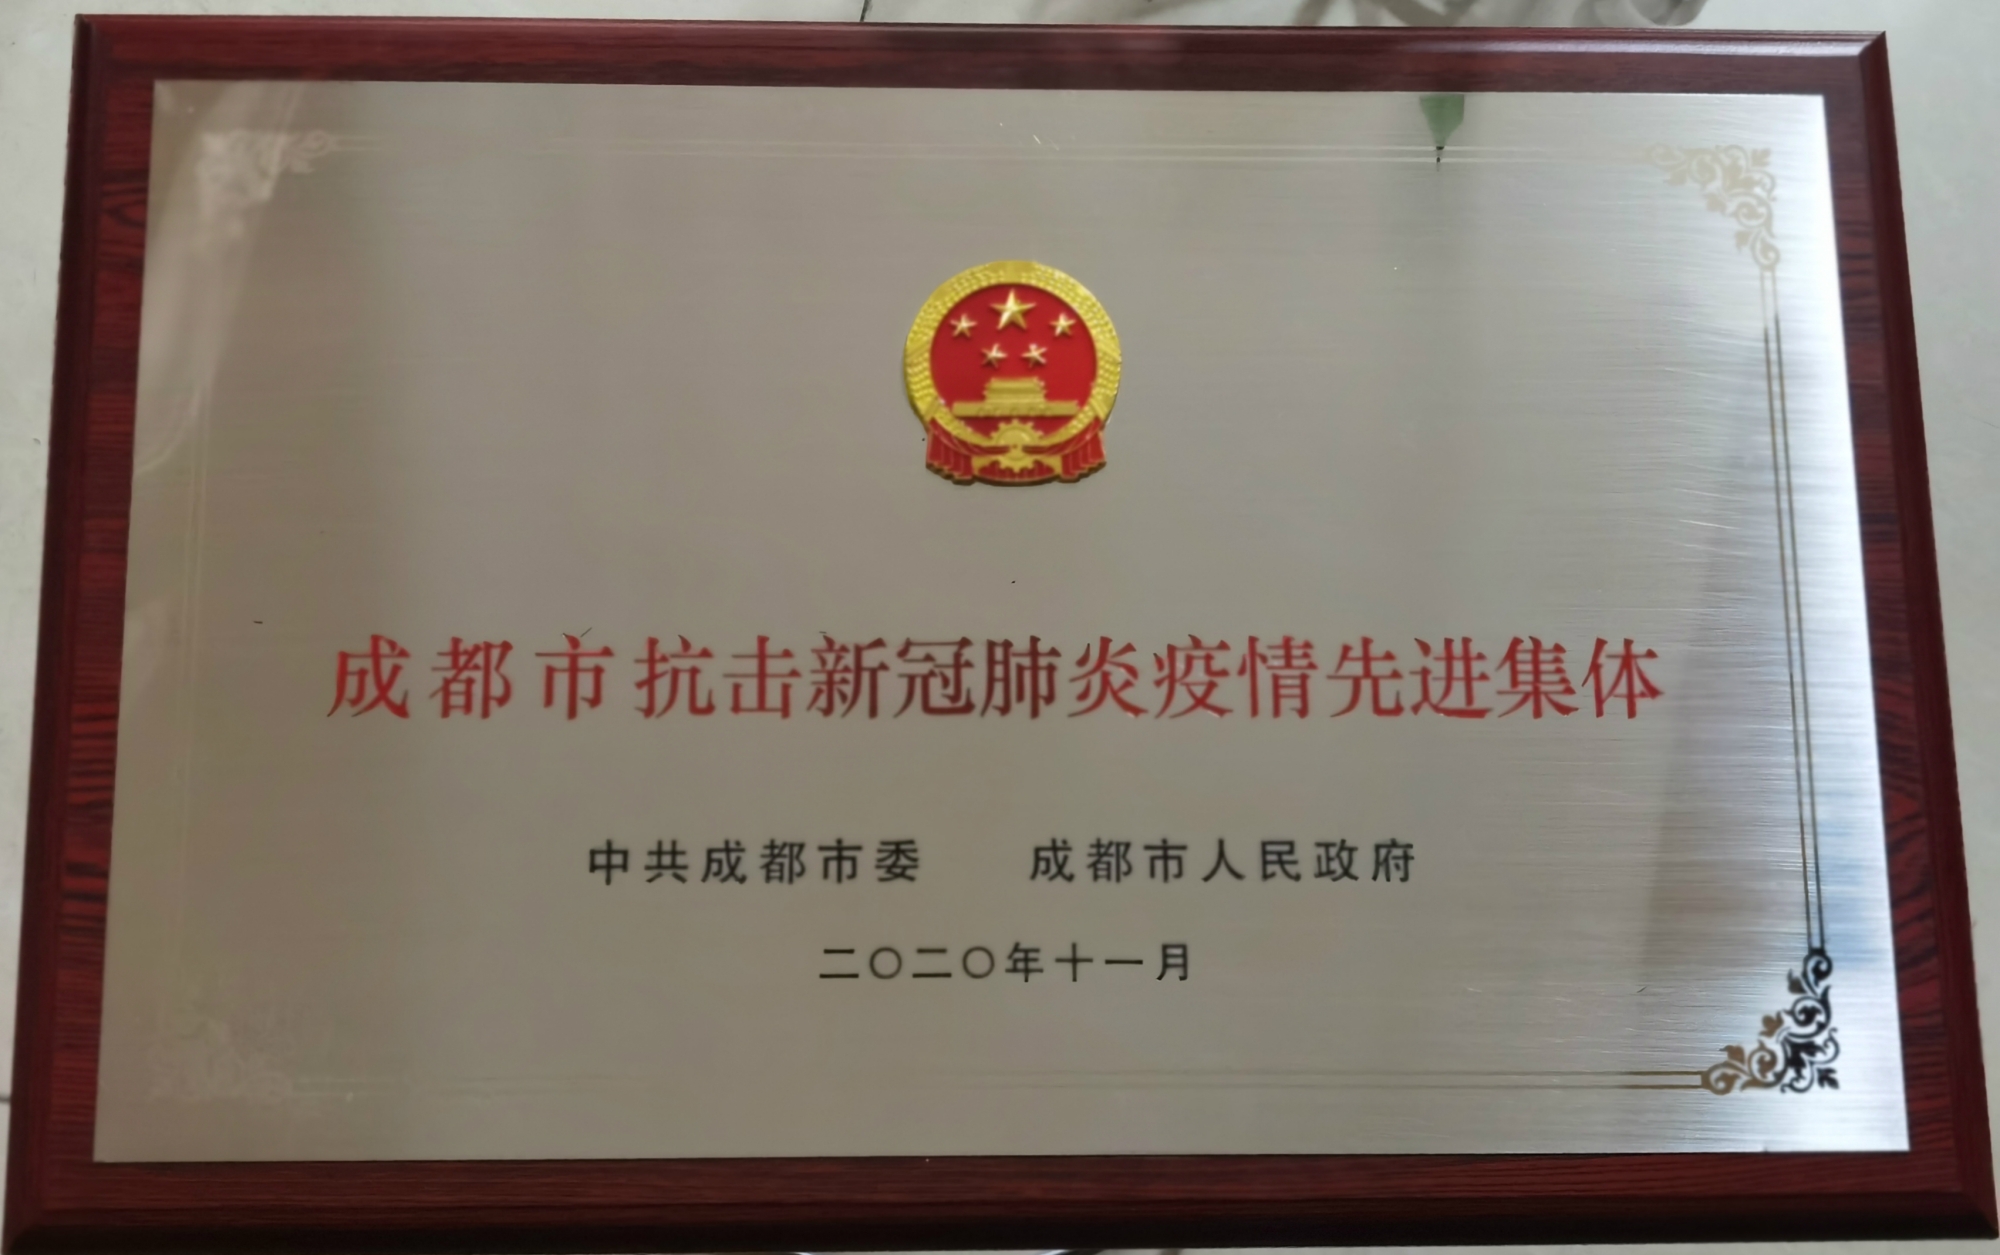 成都市抗击新冠肺炎疫情先进集体
中共成都市委 成都市人民政府
二〇二〇年十一月